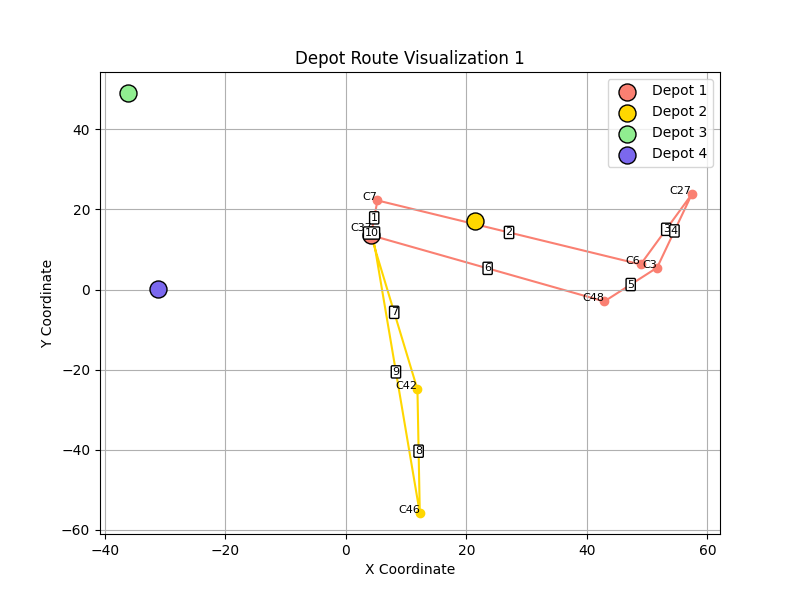 Depot Route Visualization 1
Depot 1
Depot 2
Depot 3
Depot 4
40
20
0
−20
−40
−60
Y Coordinate
C7
1
10
2
C27
3
4
C6
C3
5
6
C48
7
9
C42
8
C46
−40
−20
0
20
40
60
X Coordinate